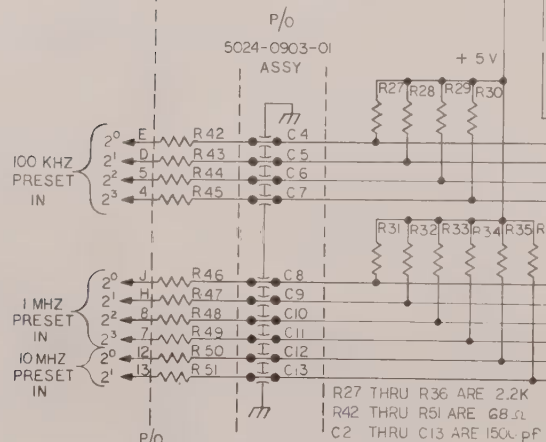 P/O
5024-0903-01
ASSY
+ 5 V
R27 R28 R29 R30
100 KHZ
PRESET
IN
2⁰ E R42 C4
2¹ D R43 C5
2² 5 R44 C6
2³ 4 R45 C7
R31 R32 R33 R34 R35
1 MHZ
PRESET
IN
2⁰ J R46 C8
2¹ H R47 C9
2² 8 R48 C10
2³ 7 R49 C11
10 MHZ
PRESET
IN
2⁰ 12 R50 C12
2¹ 13 R51 C13
R27 THRU R36 ARE 2.2K
R42 THRU R51 ARE 68 Ω
C2 THRU C13 ARE 1500 pF
P/O